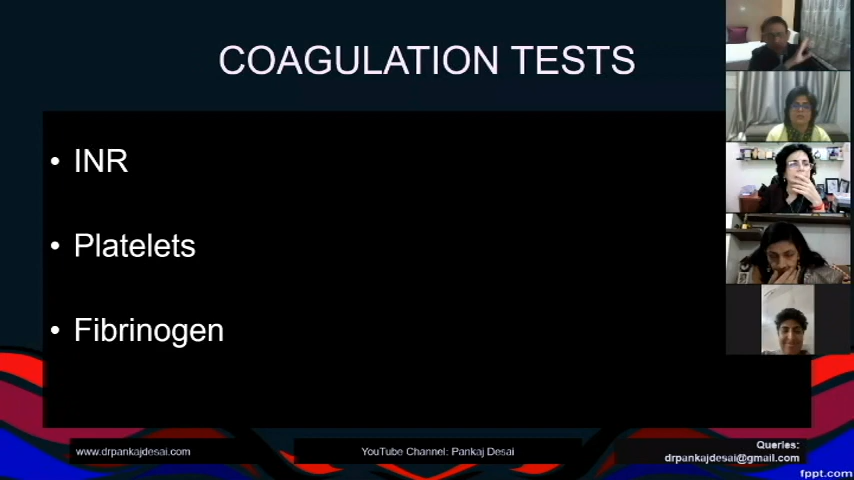 COAGULATION TESTS
• INR
• Platelets
• Fibrinogen
www.drpankajdesai.com
YouTube Channel: Pankaj Desai
Queries:
drpankajdesai@gmail.com
fppt.com